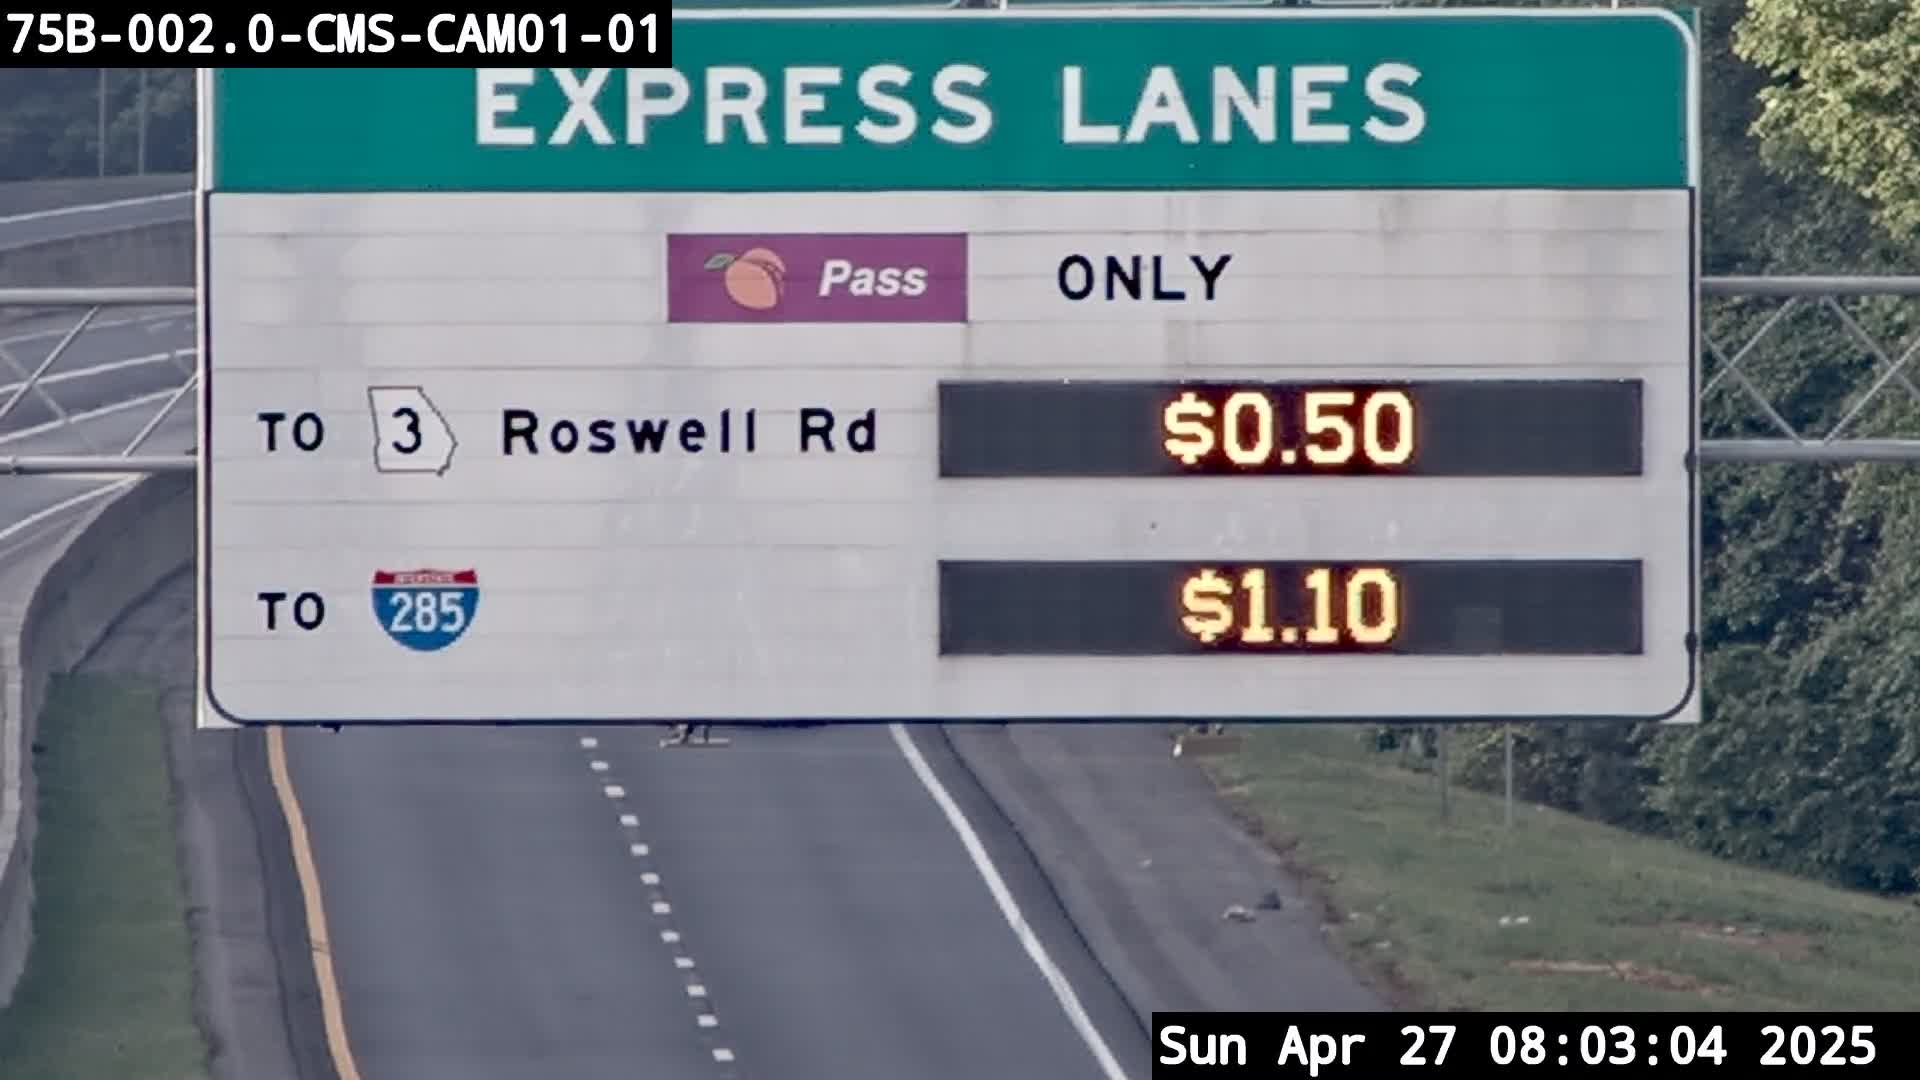 75B-002.0-CMS-CAM01-01
EXPRESS LANES
Pass ONLY
TO 3 Roswell Rd $0.50
TO 285 $1.10
Sun Apr 27 08:03:04 2025